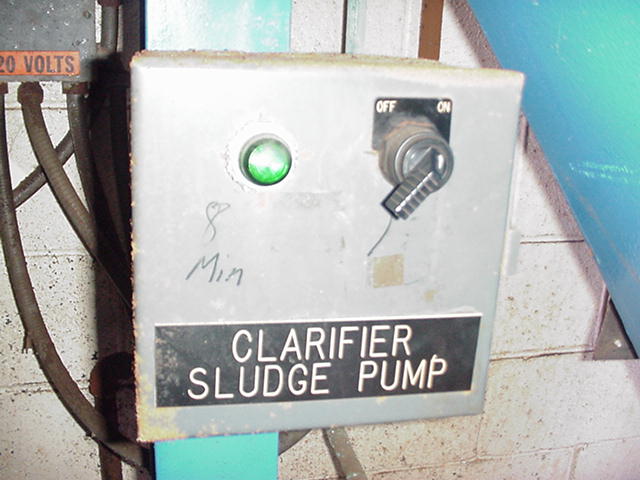 20 VOLTS
OFF ON
8
Min
CLARIFIER
SLUDGE PUMP